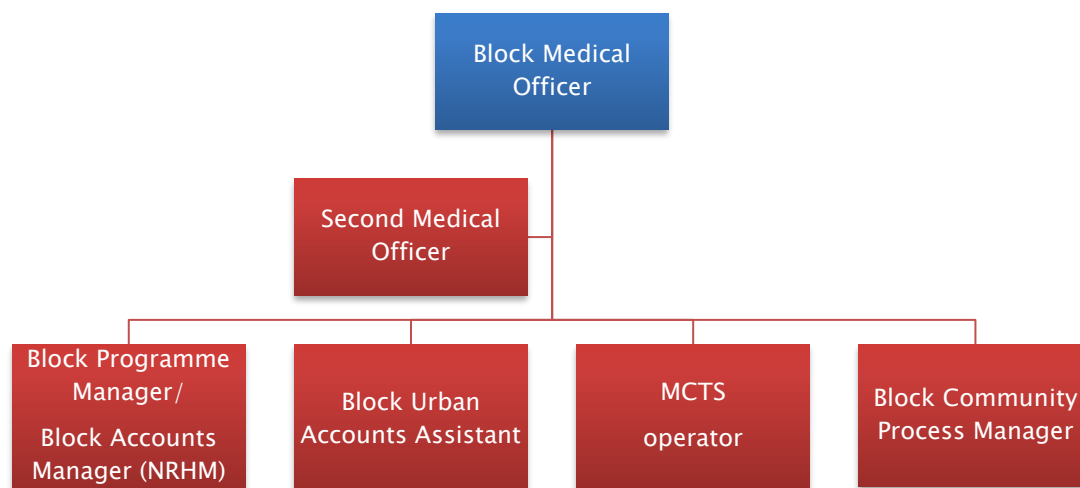 Block Medical
Officer
Second Medical
Officer
Block Programme
Manager/
Block Accounts
Manager (NRHM)
Block Urban
Accounts Assistant
MCTS
operator
Block Community
Process Manager